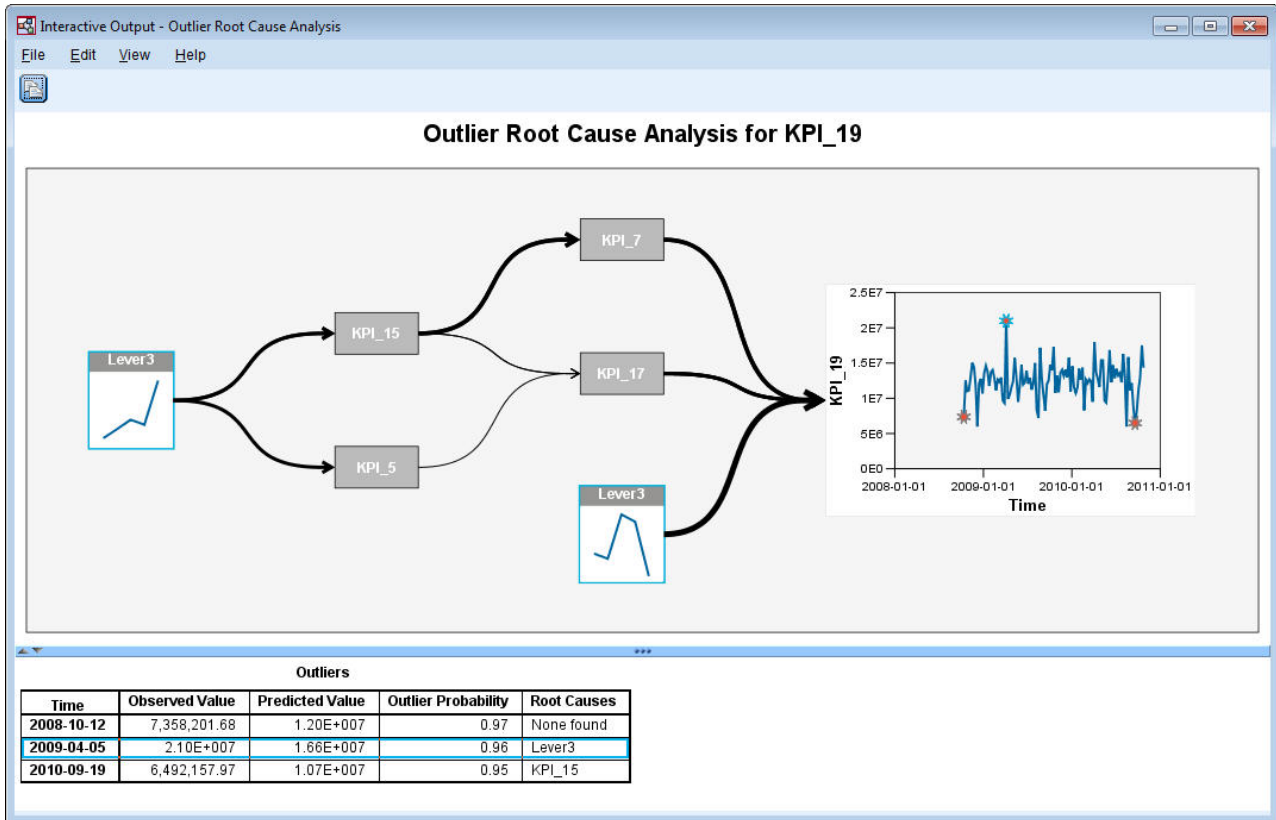 Interactive Output - Outlier Root Cause Analysis
File Edit View Help
Outlier Root Cause Analysis for KPI_19
KPI_7
KPI_15
Lever3
KPI_17
KPI_5
Lever3
KPI_19
2.5E7
2E7
1.5E7
1E7
5E6
0E0
2008-01-01 2009-01-01 2010-01-01 2011-01-01
Time
Outliers
Time Observed Value Predicted Value Outlier Probability Root Causes
2008-10-12 7,358,201.68 1.20E+007 0.97 None found
2009-04-05 2.10E+007 1.66E+007 0.96 Lever3
2010-09-19 6,492,157.97 1.07E+007 0.95 KPI_15